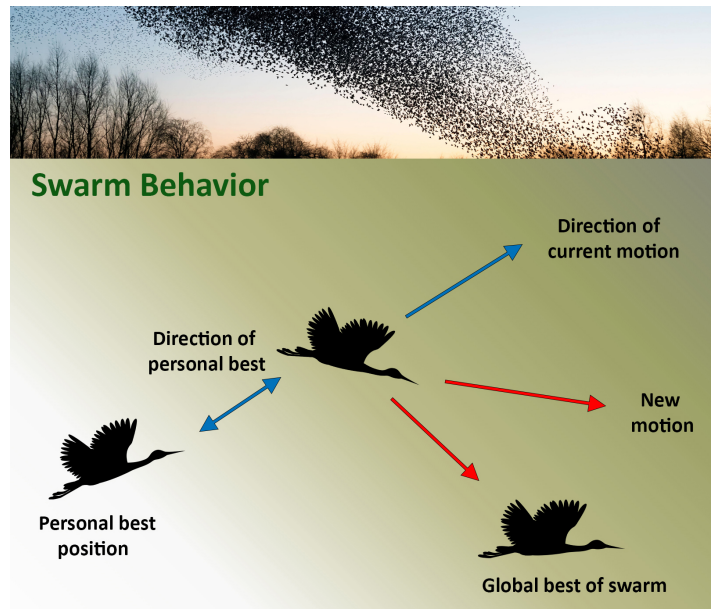 Swarm Behavior
Direction of
current motion
Direction of
personal best
New
motion
Personal best
position
Global best of swarm